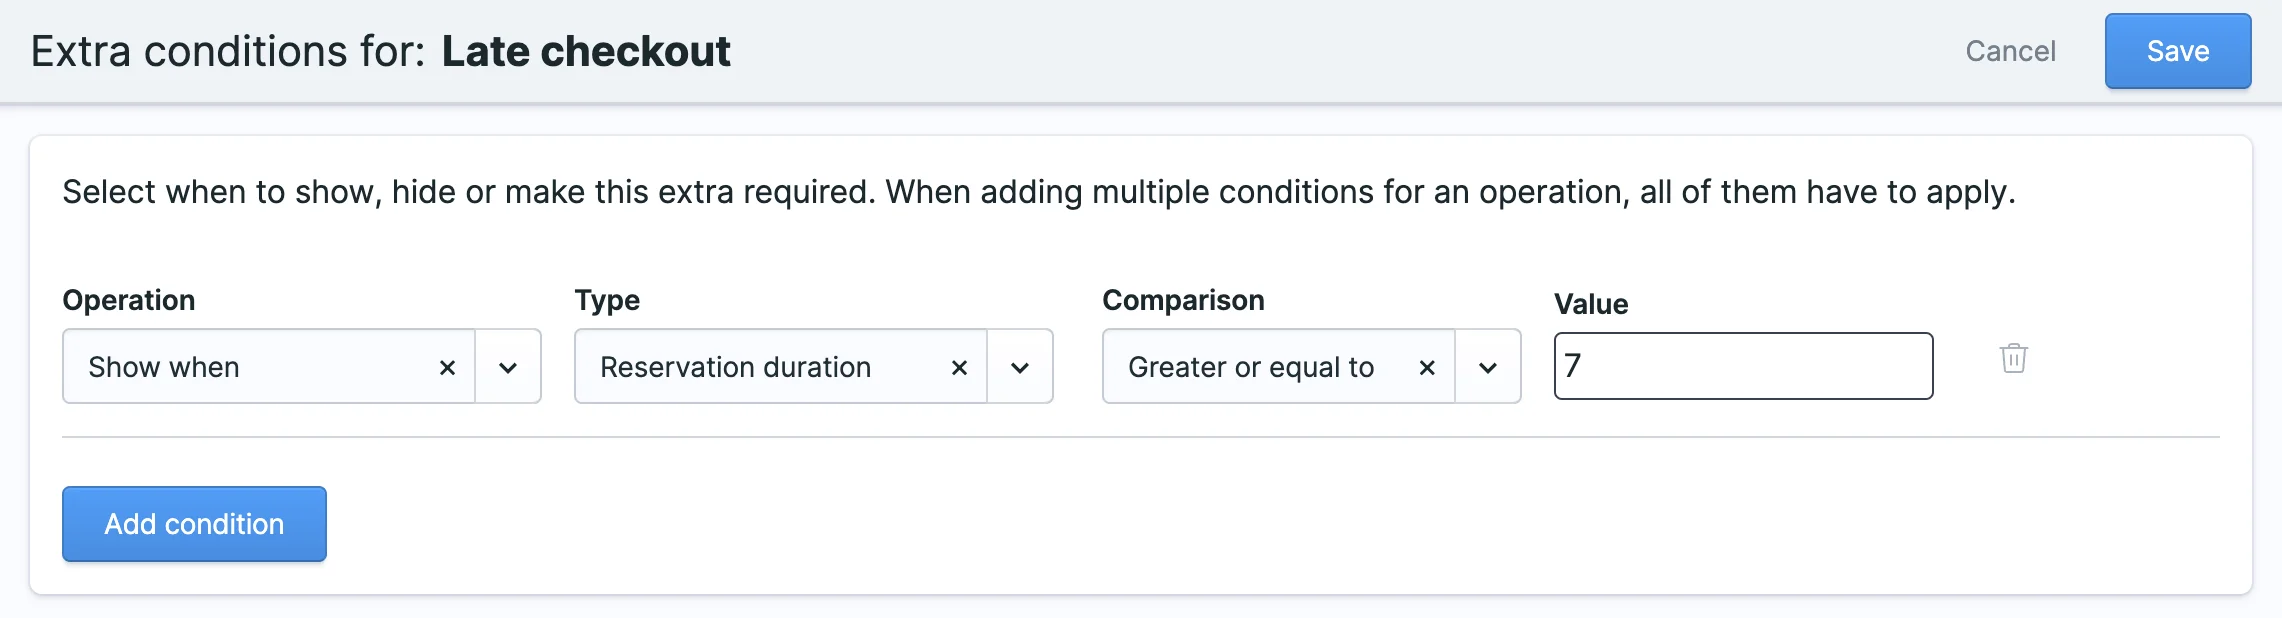 Extra conditions for: Late checkout
Cancel
Save
Select when to show, hide or make this extra required. When adding multiple conditions for an operation, all of them have to apply.
Operation
Type
Comparison
Value
Show when
Reservation duration
Greater or equal to
7
Add condition